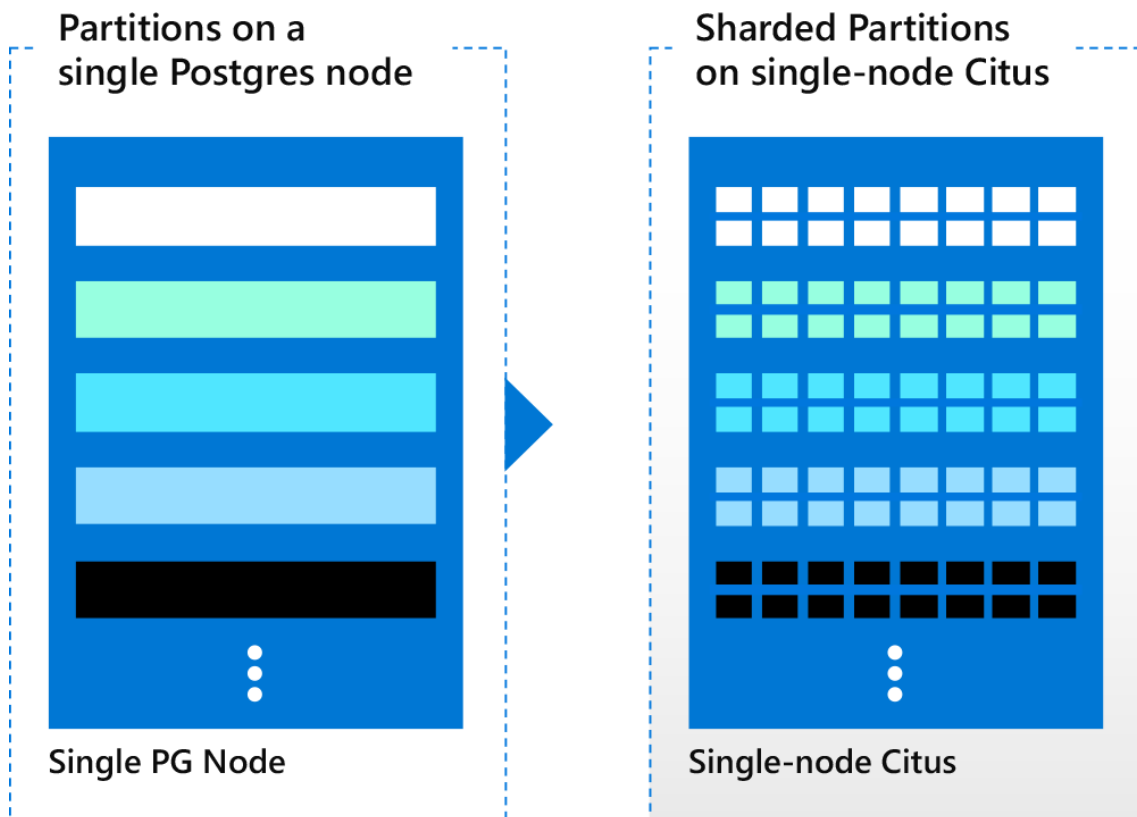 Partitions on a
single Postgres node
Single PG Node
Sharded Partitions
on single-node Citus
Single-node Citus